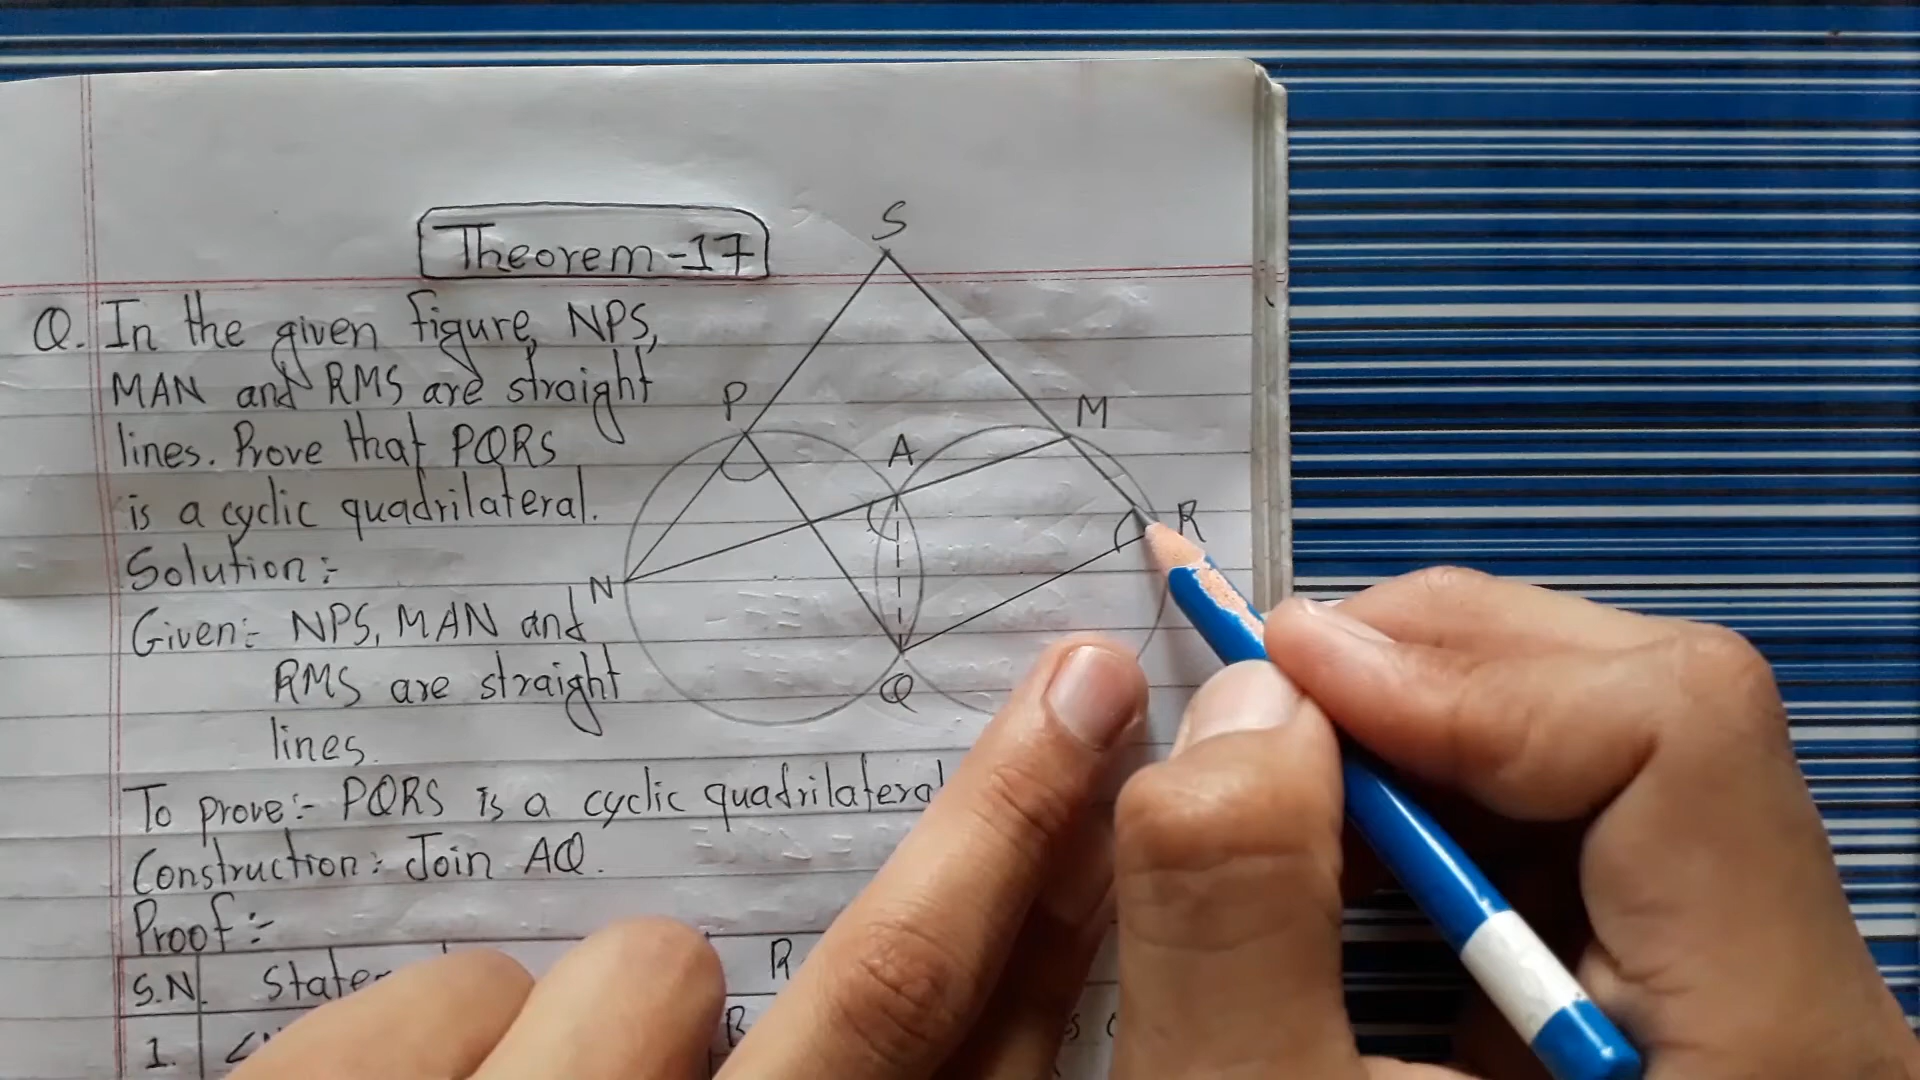 Theorem-17
Q. In the given figure, NPS,
MAN and RMS are straight
lines. Prove that PQRS
is a cyclic quadrilateral.
Solution:-
Given:- NPS, MAN and
RMS are straight
lines.
To prove:- PQRS is a cyclic quadrilateral
Construction: Join AQ.
Proof:-
S.N.
1.
S
P
M
A
R
N
Q